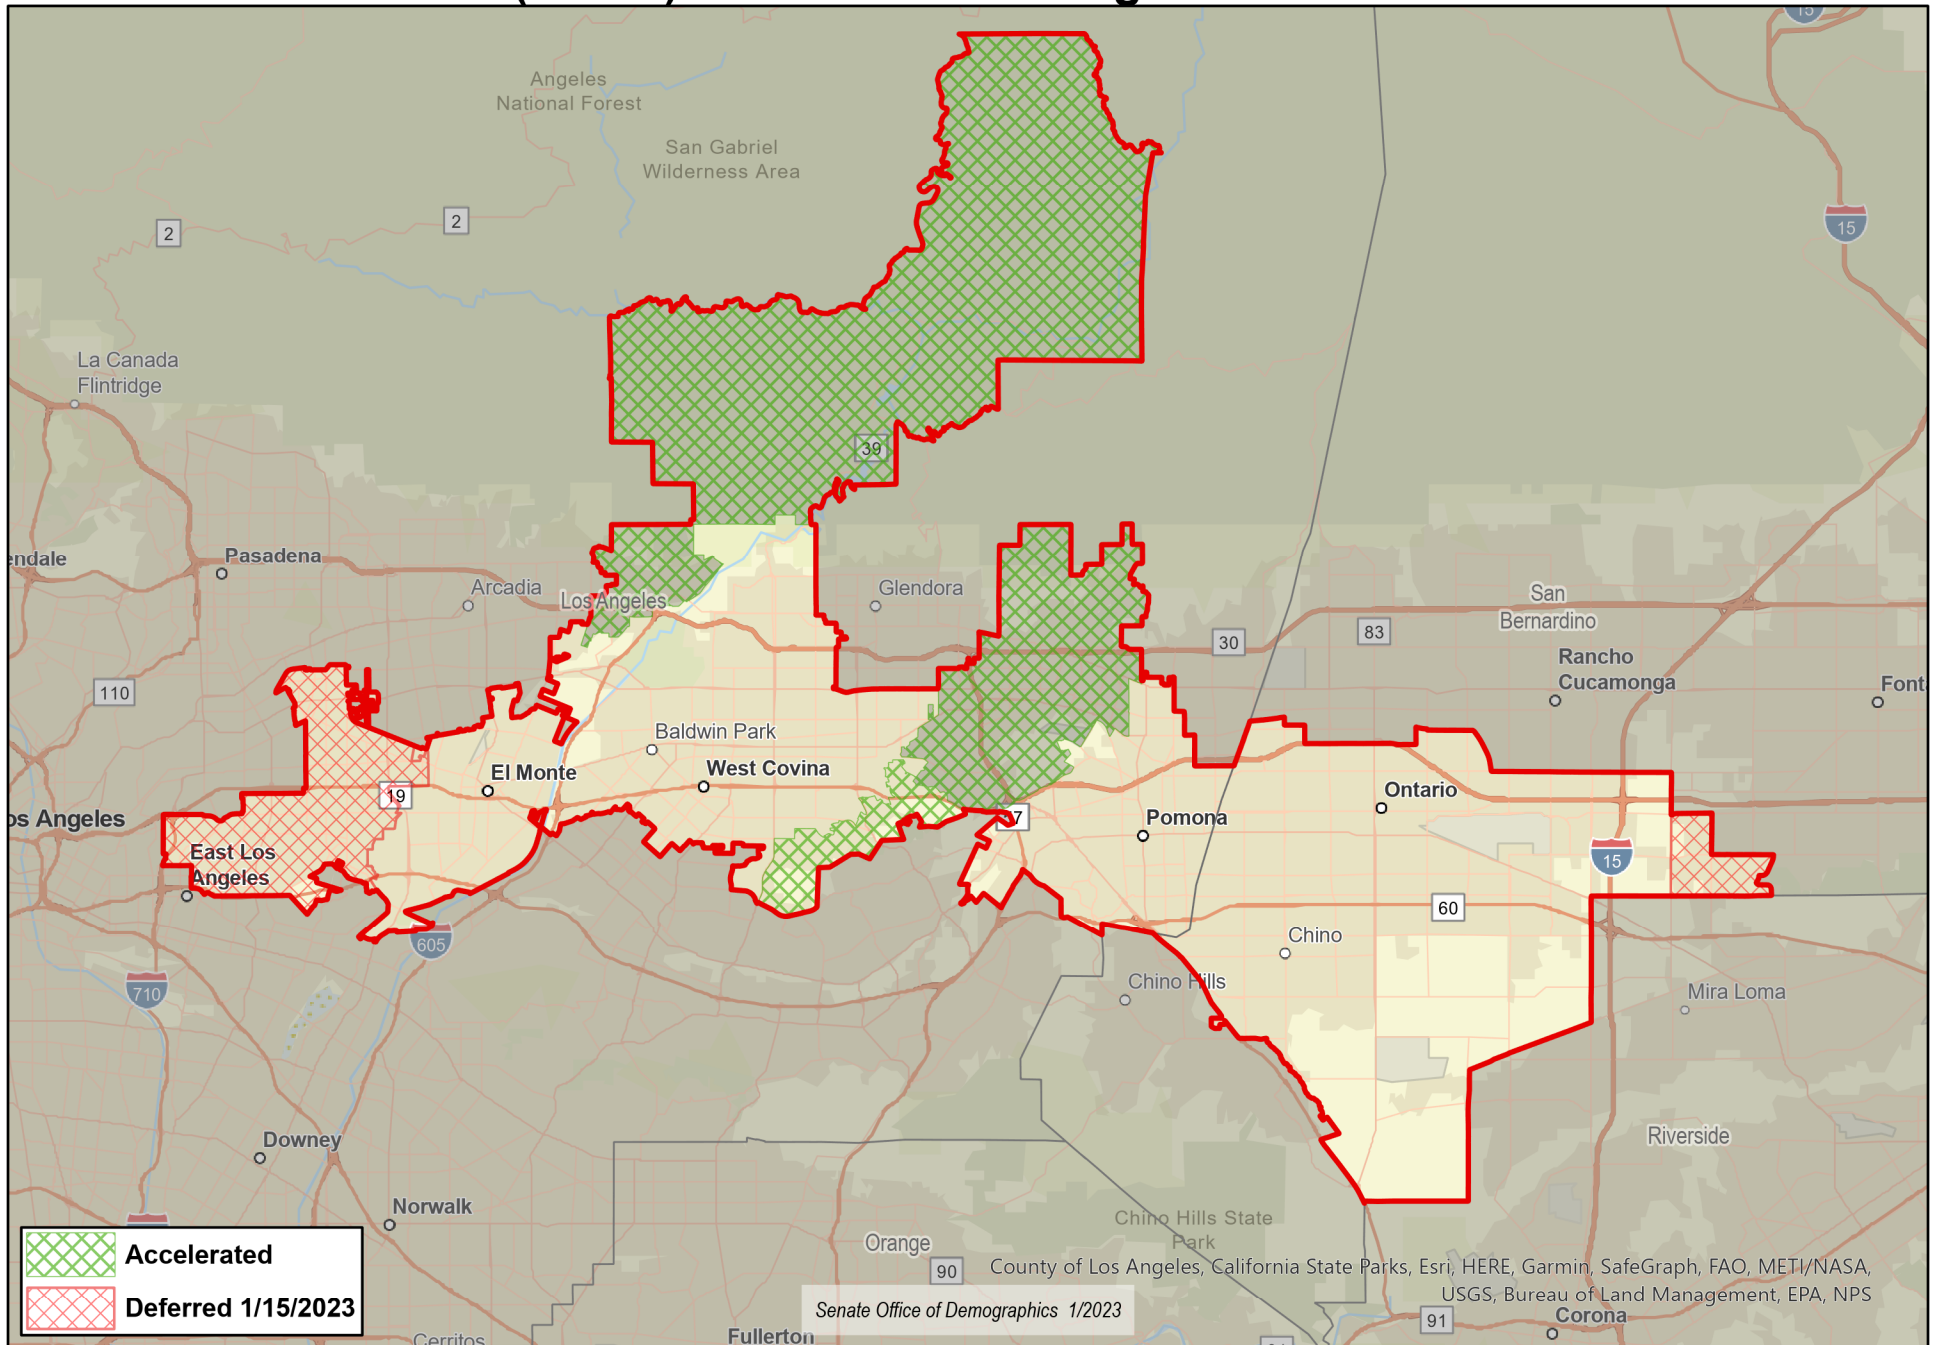 15
Angeles
National Forest
San Gabriel
Wilderness Area
2
2
15
La Canada
Flintridge
39
Pasadena
Arcadia
Los Angeles
Glendora
San
Bernardino
30
83
Rancho
Cucamonga
110
Baldwin Park
El Monte
West Covina
19
Ontario
Pomona
East Los
Angeles
15
60
Chino
605
710
Chino Hills
Mira Loma
Downey
Riverside
Norwalk
Chino Hills State
Park
Orange
90
Accelerated
Deferred 1/15/2023
County of Los Angeles, California State Parks, Esri, HERE, Garmin, SafeGraph, FAO, METI/NASA,
USGS, Bureau of Land Management, EPA, NPS
Senate Office of Demographics 1/2023
91
Corona
Cerritos
Fullerton